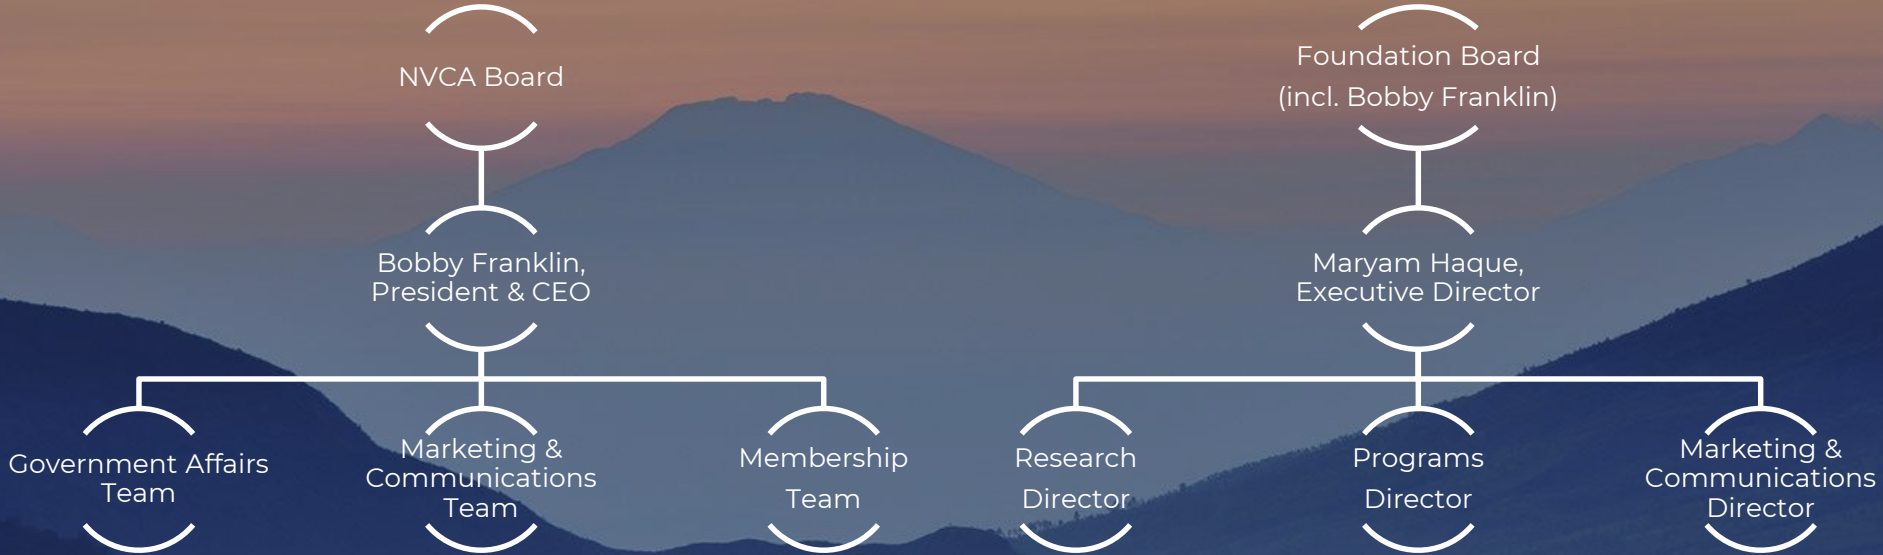 NVCA Board
Foundation Board
(incl. Bobby Franklin)
Bobby Franklin,
President & CEO
Maryam Haque,
Executive Director
Government Affairs
Team
Marketing &
Communications
Team
Membership
Team
Research
Director
Programs
Director
Marketing &
Communications
Director